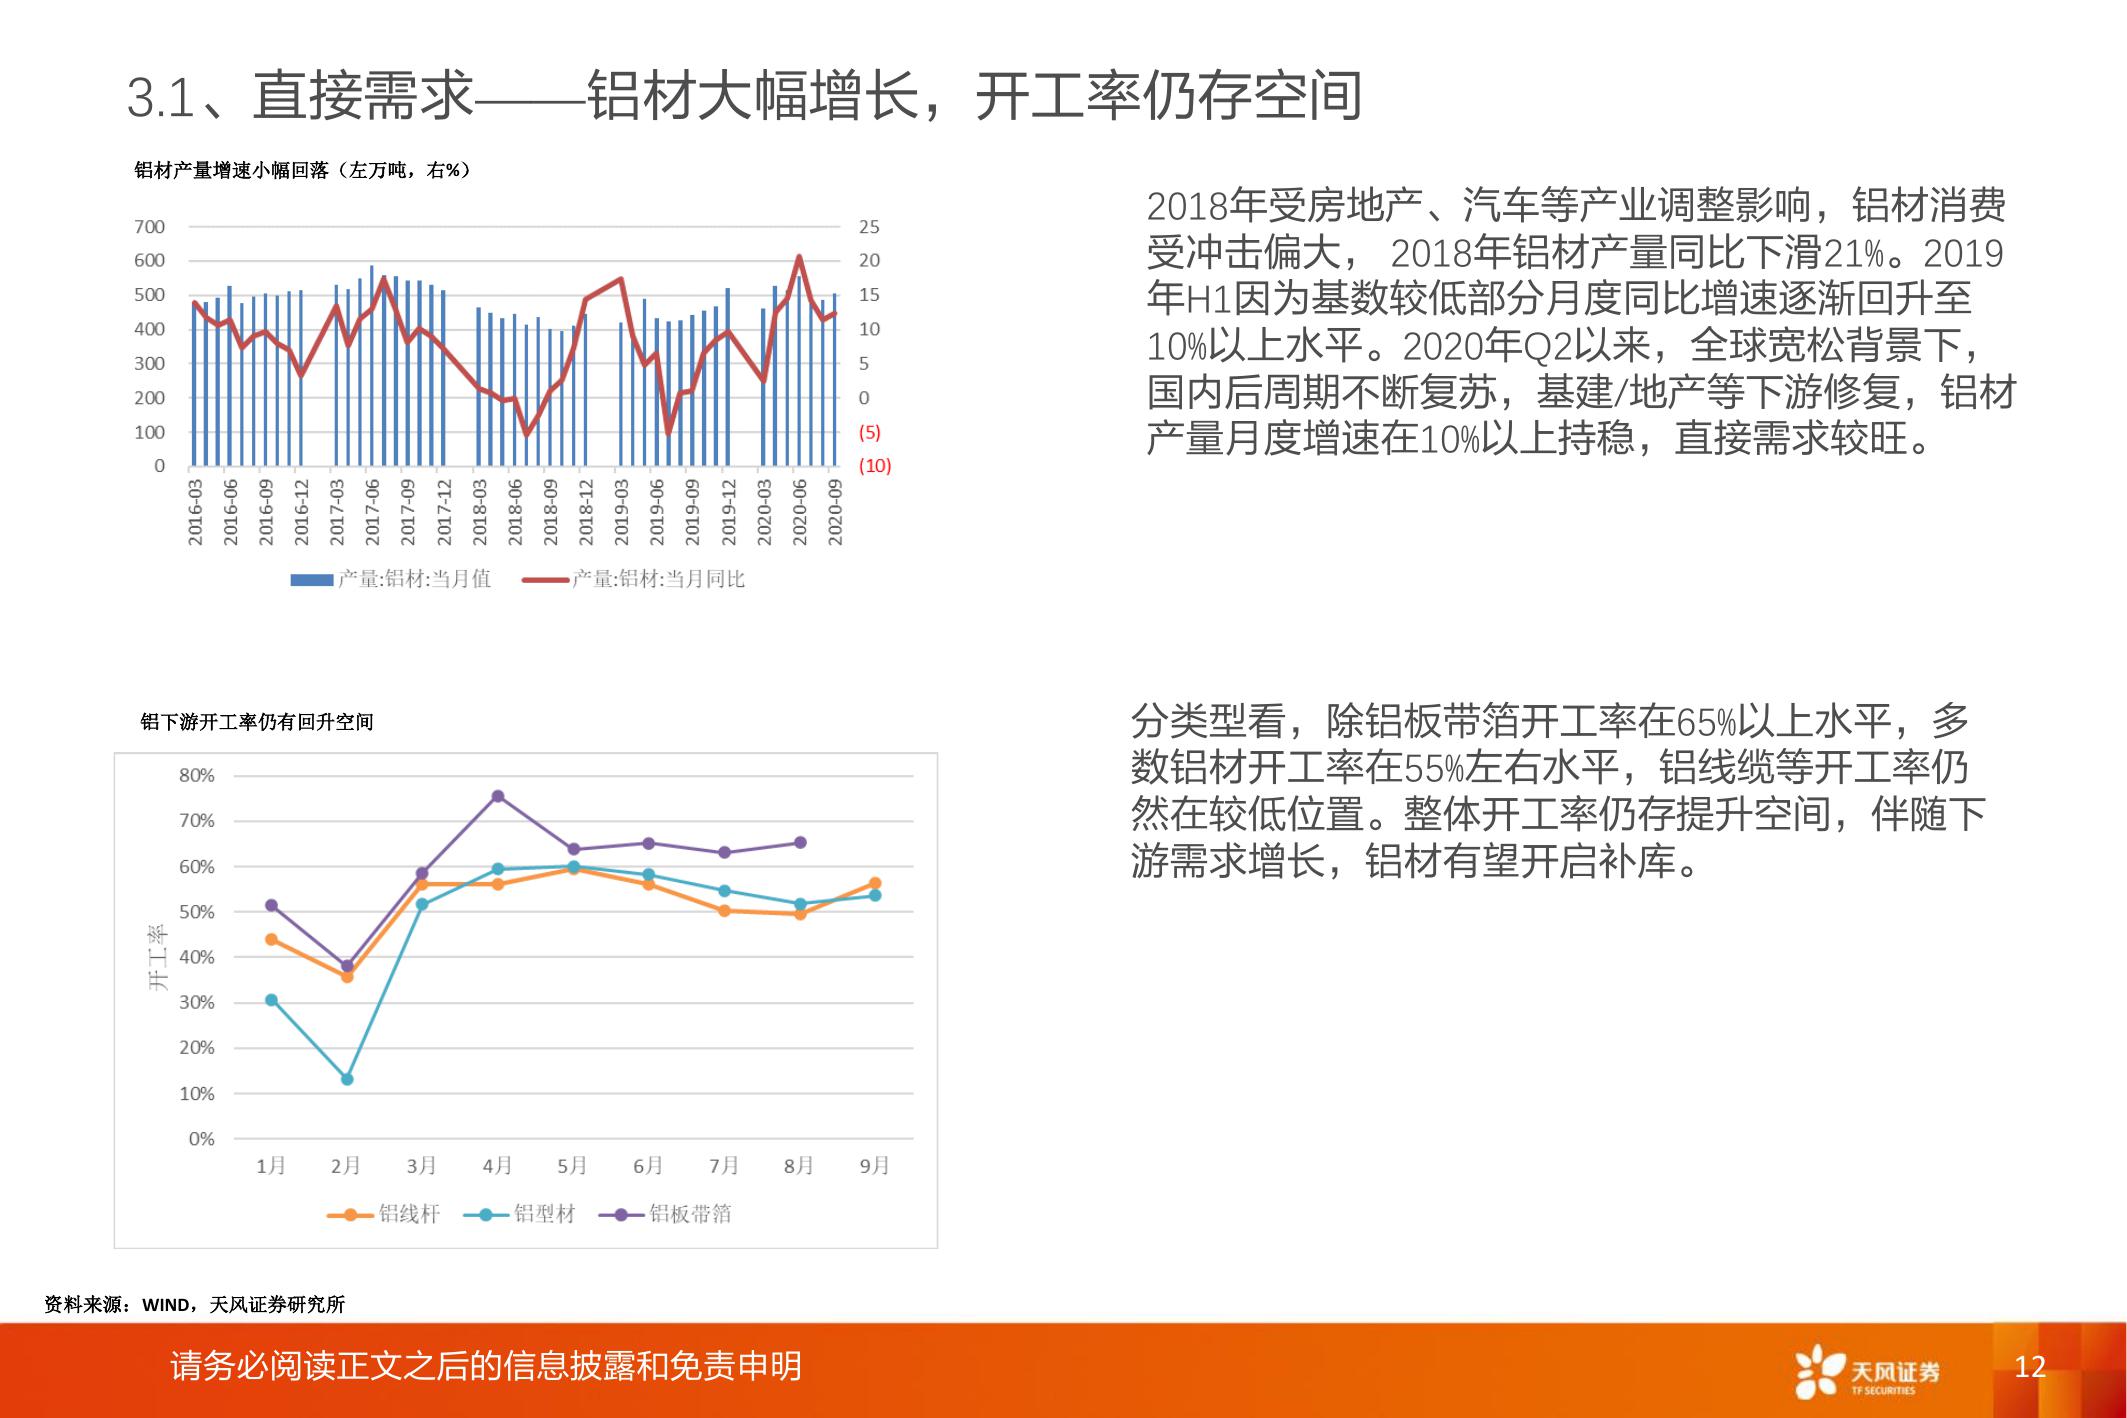 3.1、直接需求——铝材大幅增长，开工率仍存空间
铝材产量增速小幅回落（左万吨，右%）
700
600
500
400
300
200
100
0
25
20
15
10
5
0
(5)
(10)
2016-03
2016-06
2016-09
2016-12
2017-03
2017-06
2017-09
2017-12
2018-03
2018-06
2018-09
2018-12
2019-03
2019-06
2019-09
2019-12
2020-03
2020-06
2020-09
产量:铝材:当月值 产量:铝材:当月同比
2018年受房地产、汽车等产业调整影响，铝材消费
受冲击偏大， 2018年铝材产量同比下滑21%。2019
年H1因为基数较低部分月度同比增速逐渐回升至
10%以上水平。2020年Q2以来，全球宽松背景下，
国内后周期不断复苏，基建/地产等下游修复，铝材
产量月度增速在10%以上持稳，直接需求较旺。
铝下游开工率仍有回升空间
80%
70%
60%
50%
40%
30%
20%
10%
0%
开工率
1月 2月 3月 4月 5月 6月 7月 8月 9月
铝线杆 铝型材 铝板带箔
分类型看，除铝板带箔开工率在65%以上水平，多
数铝材开工率在55%左右水平，铝线缆等开工率仍
然在较低位置。整体开工率仍存提升空间，伴随下
游需求增长，铝材有望开启补库。
资料来源：WIND，天风证券研究所
请务必阅读正文之后的信息披露和免责申明
天风证券
TF SECURITIES
12